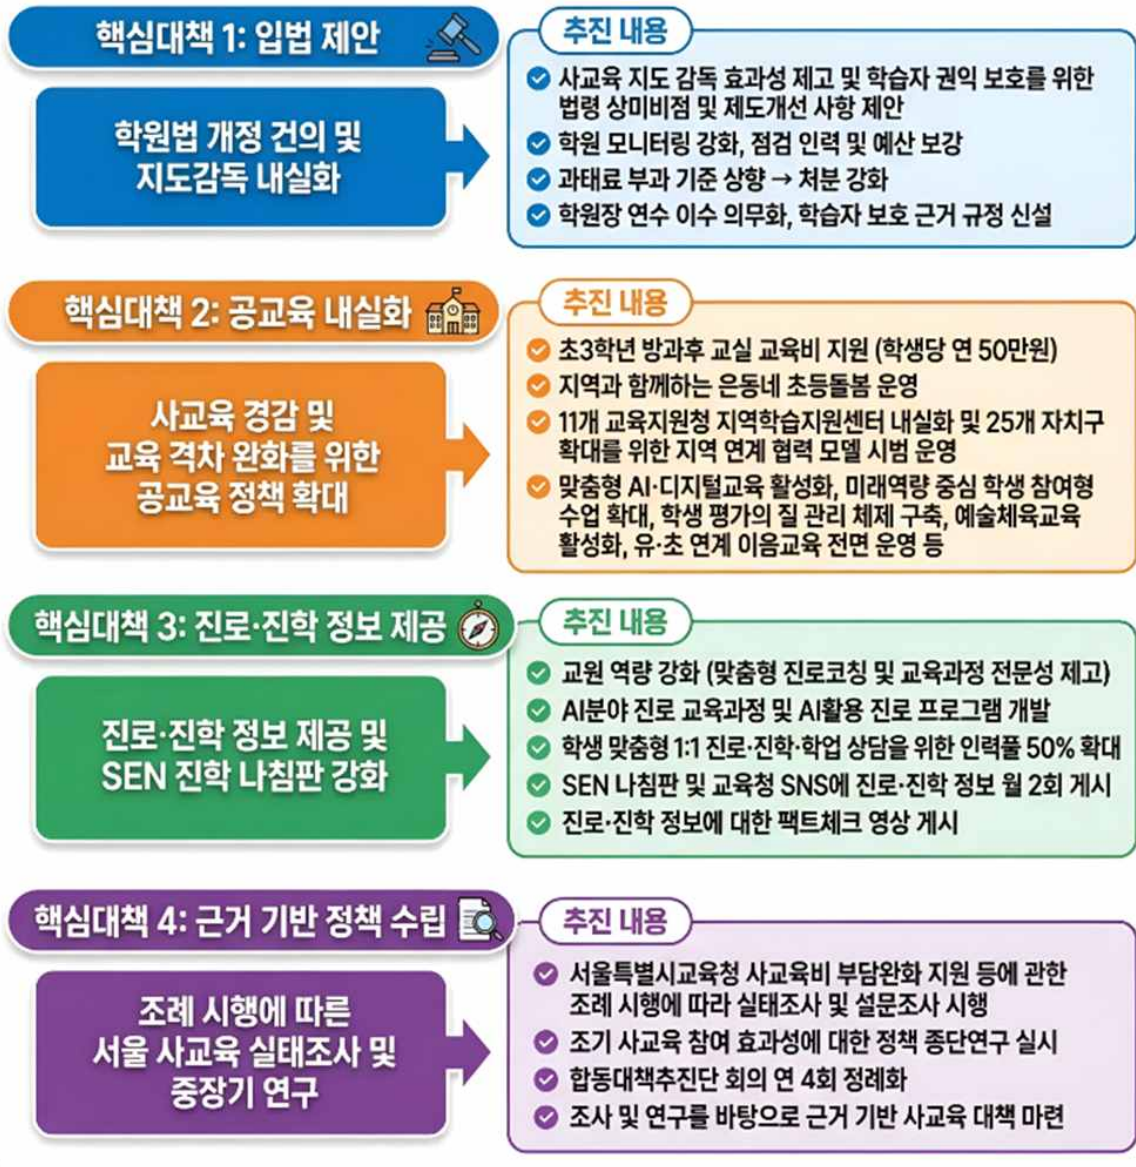 핵심대책 1: 입법 제안
학원법 개정 건의 및
지도감독 내실화
추진 내용
사교육 지도 감독 효과성 제고 및 학습자 권익 보호를 위한
법령 상미비점 및 제도개선 사항 제안
학원 모니터링 강화, 점검 인력 및 예산 보강
과태료 부과 기준 상향 → 처분 강화
학원장 연수 이수 의무화, 학습자 보호 근거 규정 신설
핵심대책 2: 공교육 내실화
사교육 경감 및
교육 격차 완화를 위한
공교육 정책 확대
추진 내용
초3학년 방과후 교실 교육비 지원 (학생당 연 50만원)
지역과 함께하는 은동네 초등돌봄 운영
11개 교육지원청 지역학습지원센터 내실화 및 25개 자치구
확대를 위한 지역 연계 협력 모델 시범 운영
맞춤형 AI·디지털교육 활성화, 미래역량 중심 학생 참여형
수업 확대, 학생 평가의 질 관리 체제 구축, 예술체육교육
활성화, 유·초 연계 이음교육 전면 운영 등
핵심대책 3: 진로·진학 정보 제공
진로·진학 정보 제공 및
SEN 진학 나침판 강화
추진 내용
교원 역량 강화 (맞춤형 진로코칭 및 교육과정 전문성 제고)
AI분야 진로 교육과정 및 AI활용 진로 프로그램 개발
학생 맞춤형 1:1 진로·진학·학업 상담을 위한 인력풀 50% 확대
SEN 나침판 및 교육청 SNS에 진로·진학 정보 월 2회 게시
진로·진학 정보에 대한 팩트체크 영상 게시
핵심대책 4: 근거 기반 정책 수립
조례 시행에 따른
서울 사교육 실태조사 및
중장기 연구
추진 내용
서울특별시교육청 사교육비 부담완화 지원 등에 관한
조례 시행에 따라 실태조사 및 설문조사 시행
조기 사교육 참여 효과성에 대한 정책 종단연구 실시
합동대책추진단 회의 연 4회 정례화
조사 및 연구를 바탕으로 근거 기반 사교육 대책 마련